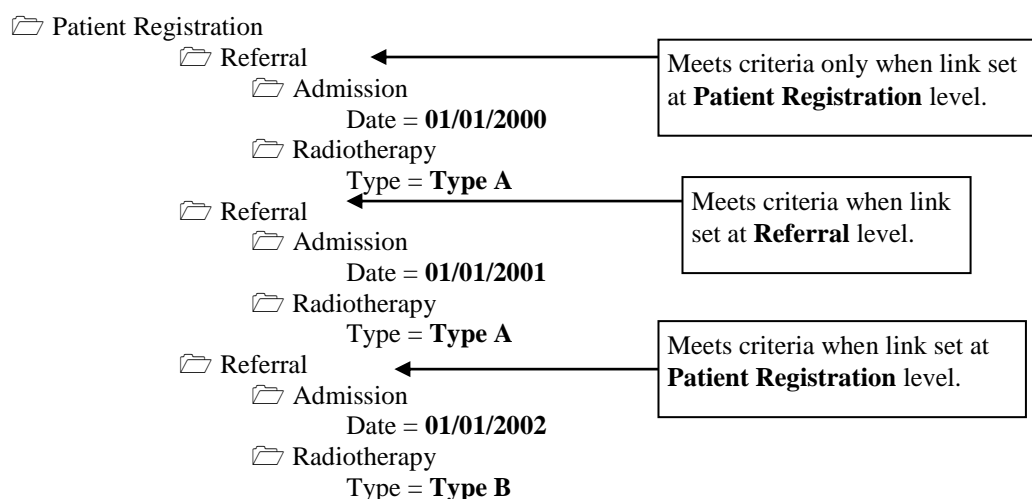 Patient Registration
Referral
Admission
Date = 01/01/2000
Radiotherapy
Type = Type A
Referral
Admission
Date = 01/01/2001
Radiotherapy
Type = Type A
Referral
Admission
Date = 01/01/2002
Radiotherapy
Type = Type B
Meets criteria only when link set
at Patient Registration level.
Meets criteria when link
set at Referral level.
Meets criteria when link set at
Patient Registration level.